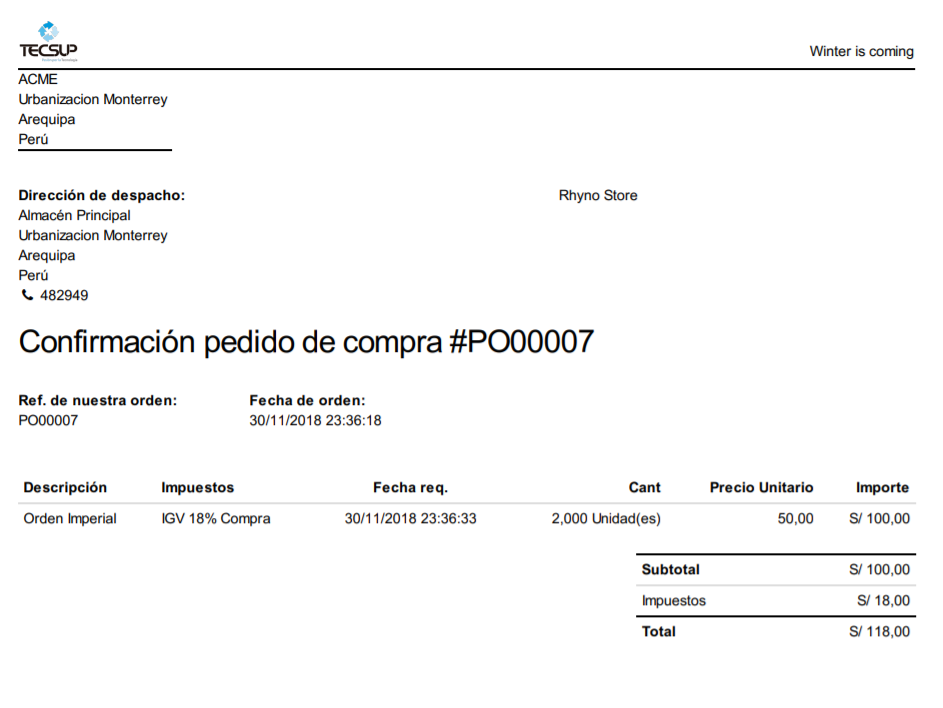 TECSUP
Winter is coming
ACME
Urbanizacion Monterrey
Arequipa
Perú
Dirección de despacho:
Almacén Principal
Urbanizacion Monterrey
Arequipa
Perú
482949
Rhyno Store
Confirmación pedido de compra #PO00007
Ref. de nuestra orden: Fecha de orden:
PO00007 30/11/2018 23:36:18
Descripción Impuestos Fecha req. Cant Precio Unitario Importe
Orden Imperial IGV 18% Compra 30/11/2018 23:36:33 2,000 Unidad(es) 50,00 S/ 100,00
Subtotal S/ 100,00
Impuestos S/ 18,00
Total S/ 118,00